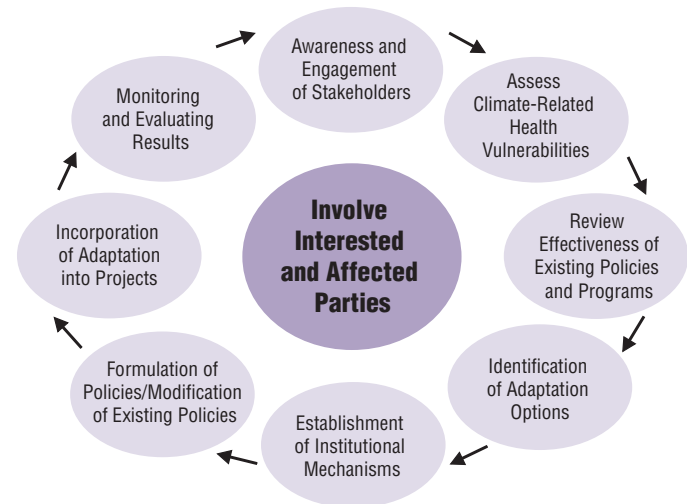 Awareness and
Engagement
of Stakeholders
Assess
Climate-Related
Health
Vulnerabilities
Review
Effectiveness of
Existing Policies
and Programs
Identification
of Adaptation
Options
Establishment
of Institutional
Mechanisms
Formulation of
Policies/Modification
of Existing Policies
Incorporation
of Adaptation
into Projects
Monitoring
and Evaluating
Results
Involve
Interested
and Affected
Parties